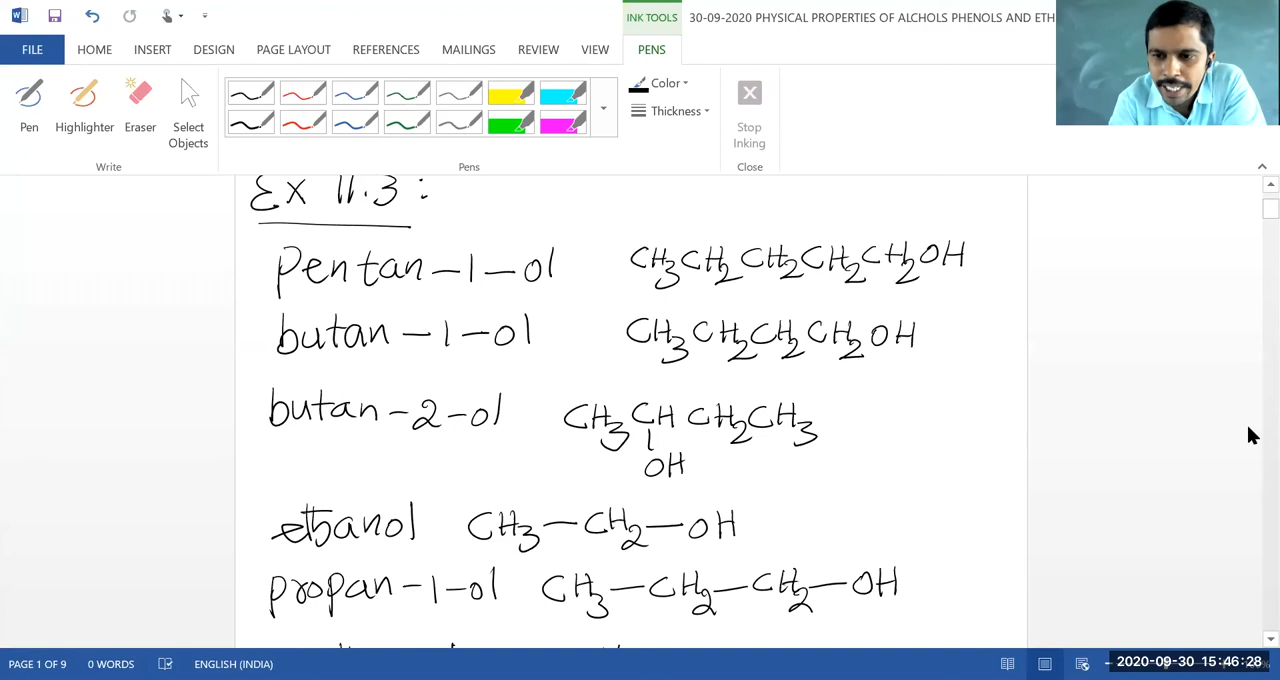 30-09-2020 PHYSICAL PROPERTIES OF ALCHOLS PHENOLS AND ETH
INK TOOLS
FILE HOME INSERT DESIGN PAGE LAYOUT REFERENCES MAILINGS REVIEW VIEW PENS
Pen Highlighter Eraser Select Objects
Write
Pens
Color
Thickness
Stop Inking
Close
Ex 11.3 :
pentan-1-ol CH3CH2CH2CH2CH2OH
butan-1-ol CH3CH2CH2CH2OH
butan-2-ol CH3CHCH2CH3
OH
ethanol CH3-CH2-OH
propan-1-ol CH3-CH2-CH2-OH
PAGE 1 OF 9 0 WORDS ENGLISH (INDIA)
2020-09-30 15:46:28